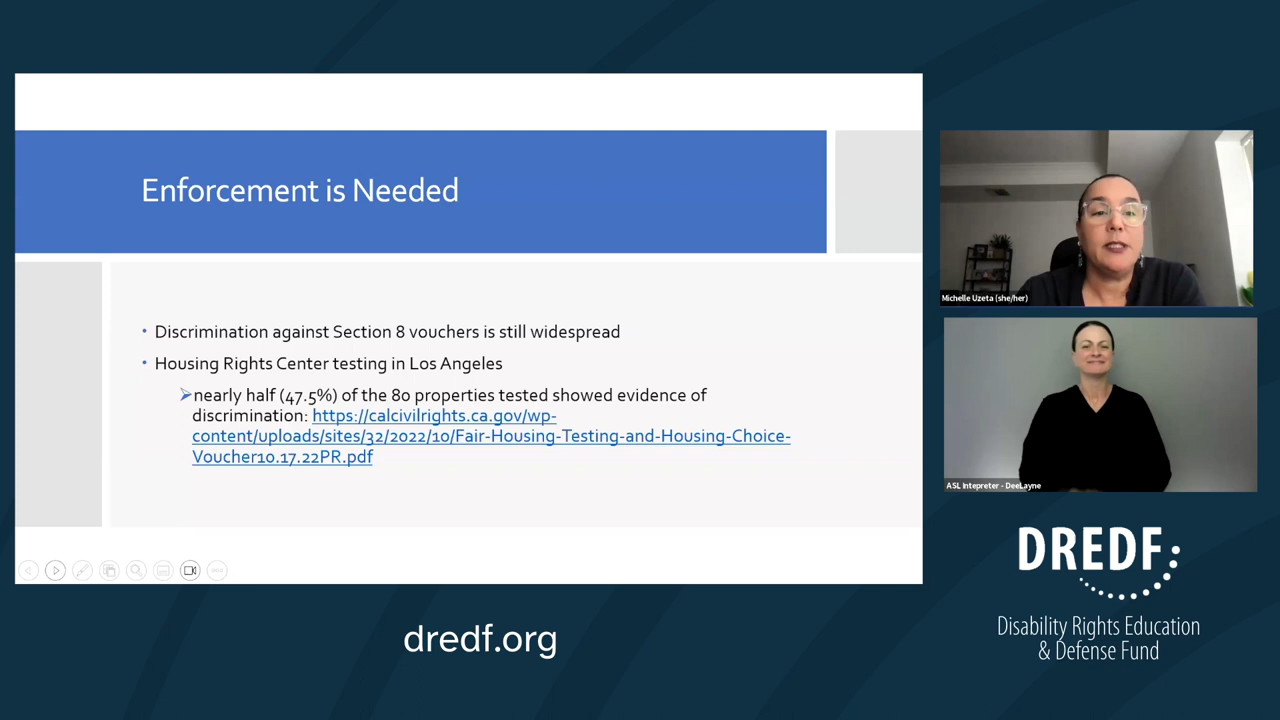 Enforcement is Needed
• Discrimination against Section 8 vouchers is still widespread
• Housing Rights Center testing in Los Angeles
➢nearly half (47.5%) of the 80 properties tested showed evidence of
discrimination: https://calcivilrights.ca.gov/wp-
content/uploads/sites/32/2022/10/Fair-Housing-Testing-and-Housing-Choice-
Voucher10.17.22PR.pdf
Michelle Uzeta (she/her)
ASL Intepreter - DeeLayne
DREDF
Disability Rights Education
& Defense Fund
dredf.org